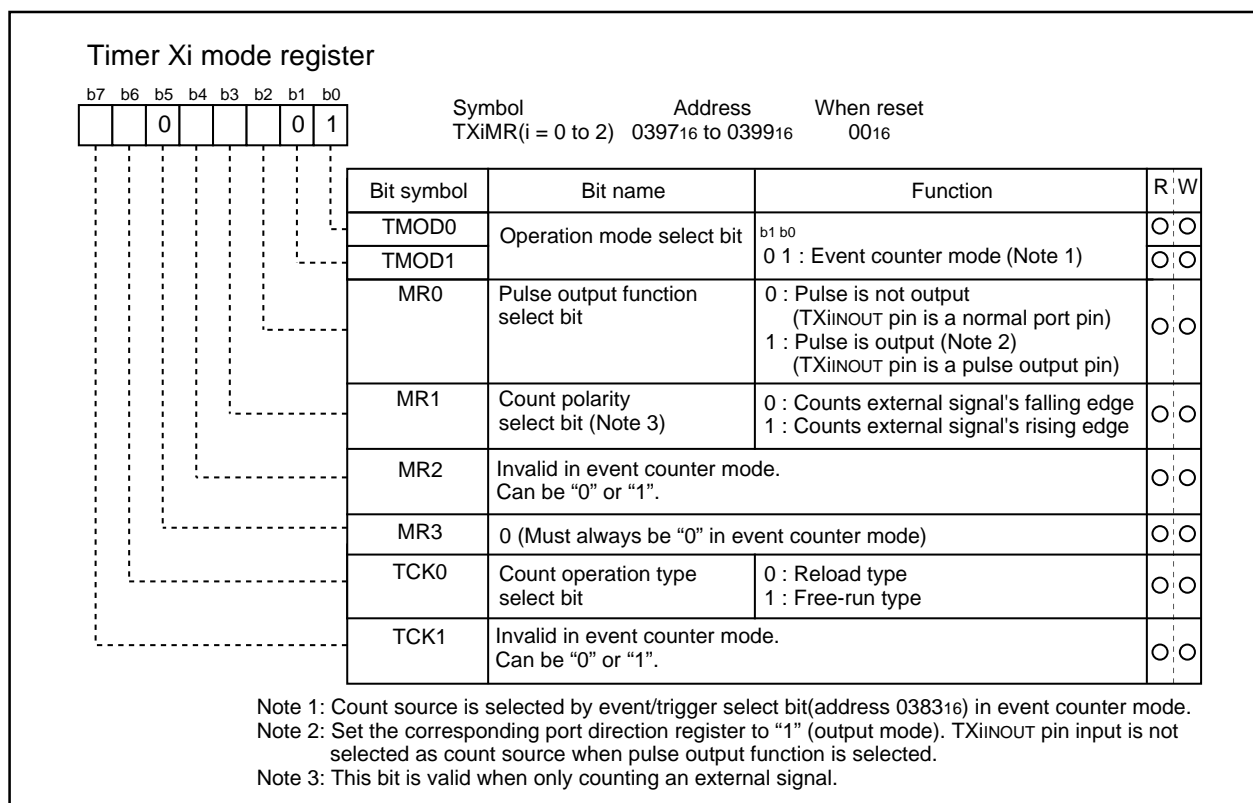 Timer Xi mode register
b7 b6 b5 b4 b3 b2 b1 b0
0 0 1
Symbol Address When reset
TXiMR(i = 0 to 2) 039716 to 039916 0016
Bit symbol Bit name Function R W
TMOD0
TMOD1
Operation mode select bit
b1 b0
0 1 : Event counter mode (Note 1)
MR0
Pulse output function
select bit
0 : Pulse is not output
(TXiINOUT pin is a normal port pin)
1 : Pulse is output (Note 2)
(TXiINOUT pin is a pulse output pin)
MR1
Count polarity
select bit (Note 3)
0 : Counts external signal's falling edge
1 : Counts external signal's rising edge
MR2
Invalid in event counter mode.
Can be “0” or “1”.
MR3
0 (Must always be “0” in event counter mode)
TCK0
Count operation type
select bit
0 : Reload type
1 : Free-run type
TCK1
Invalid in event counter mode.
Can be “0” or “1”.
Note 1: Count source is selected by event/trigger select bit(address 038316) in event counter mode.
Note 2: Set the corresponding port direction register to “1” (output mode). TXiINOUT pin input is not
selected as count source when pulse output function is selected.
Note 3: This bit is valid when only counting an external signal.